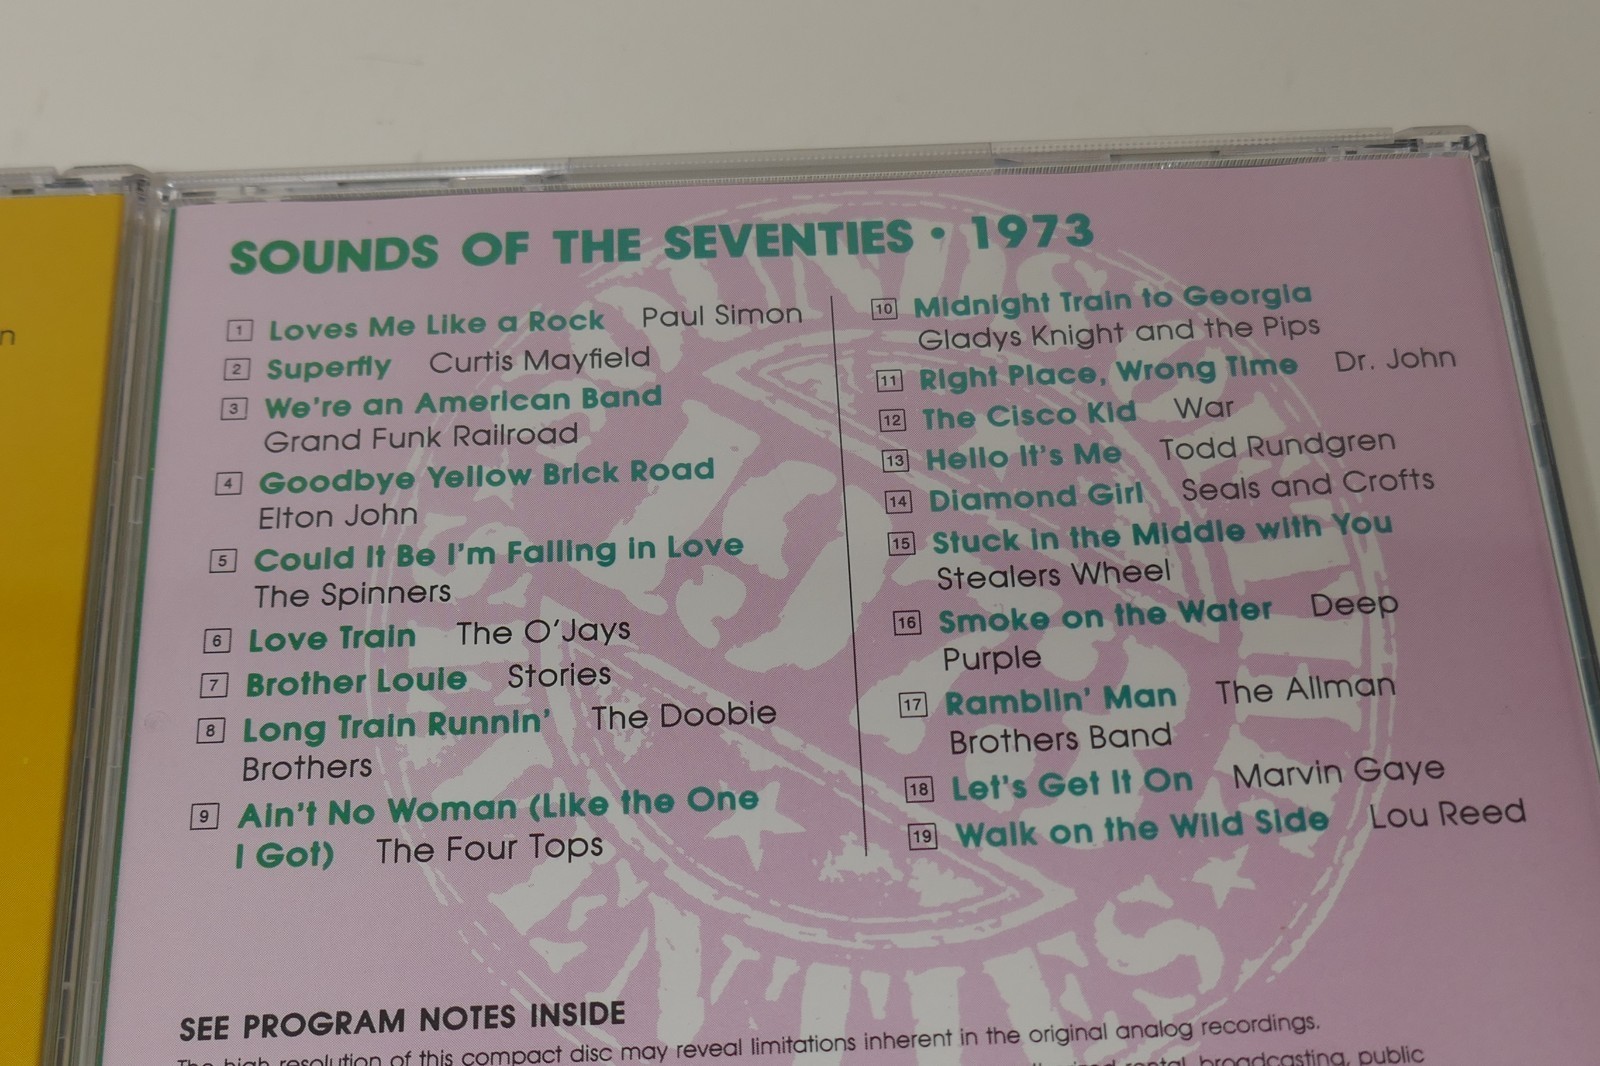 n
SOUNDS OF THE SEVENTIES • 1973
1 Loves Me Like a Rock Paul Simon
2 Superfly Curtis Mayfield
3 We're an American Band
Grand Funk Railroad
4 Goodbye Yellow Brick Road
Elton John
5 Could It Be I'm Falling in Love
The Spinners
6 Love Train The O'Jays
7 Brother Louie Stories
8 Long Train Runnin' The Doobie
Brothers
9 Ain't No Woman (Like the One
I Got) The Four Tops
10 Midnight Train to Georgia
Gladys Knight and the Pips
11 Right Place, Wrong Time Dr. John
12 The Cisco Kid War
13 Hello It's Me Todd Rundgren
14 Diamond Girl Seals and Crofts
15 Stuck in the Middle with You
Stealers Wheel
16 Smoke on the Water Deep
Purple
17 Ramblin' Man The Allman
Brothers Band
18 Let's Get It On Marvin Gaye
19 Walk on the Wild Side Lou Reed
SEE PROGRAM NOTES INSIDE
The high resolution of this compact disc may reveal limitations inherent in the original analog recordings.
rental, broadcasting, public